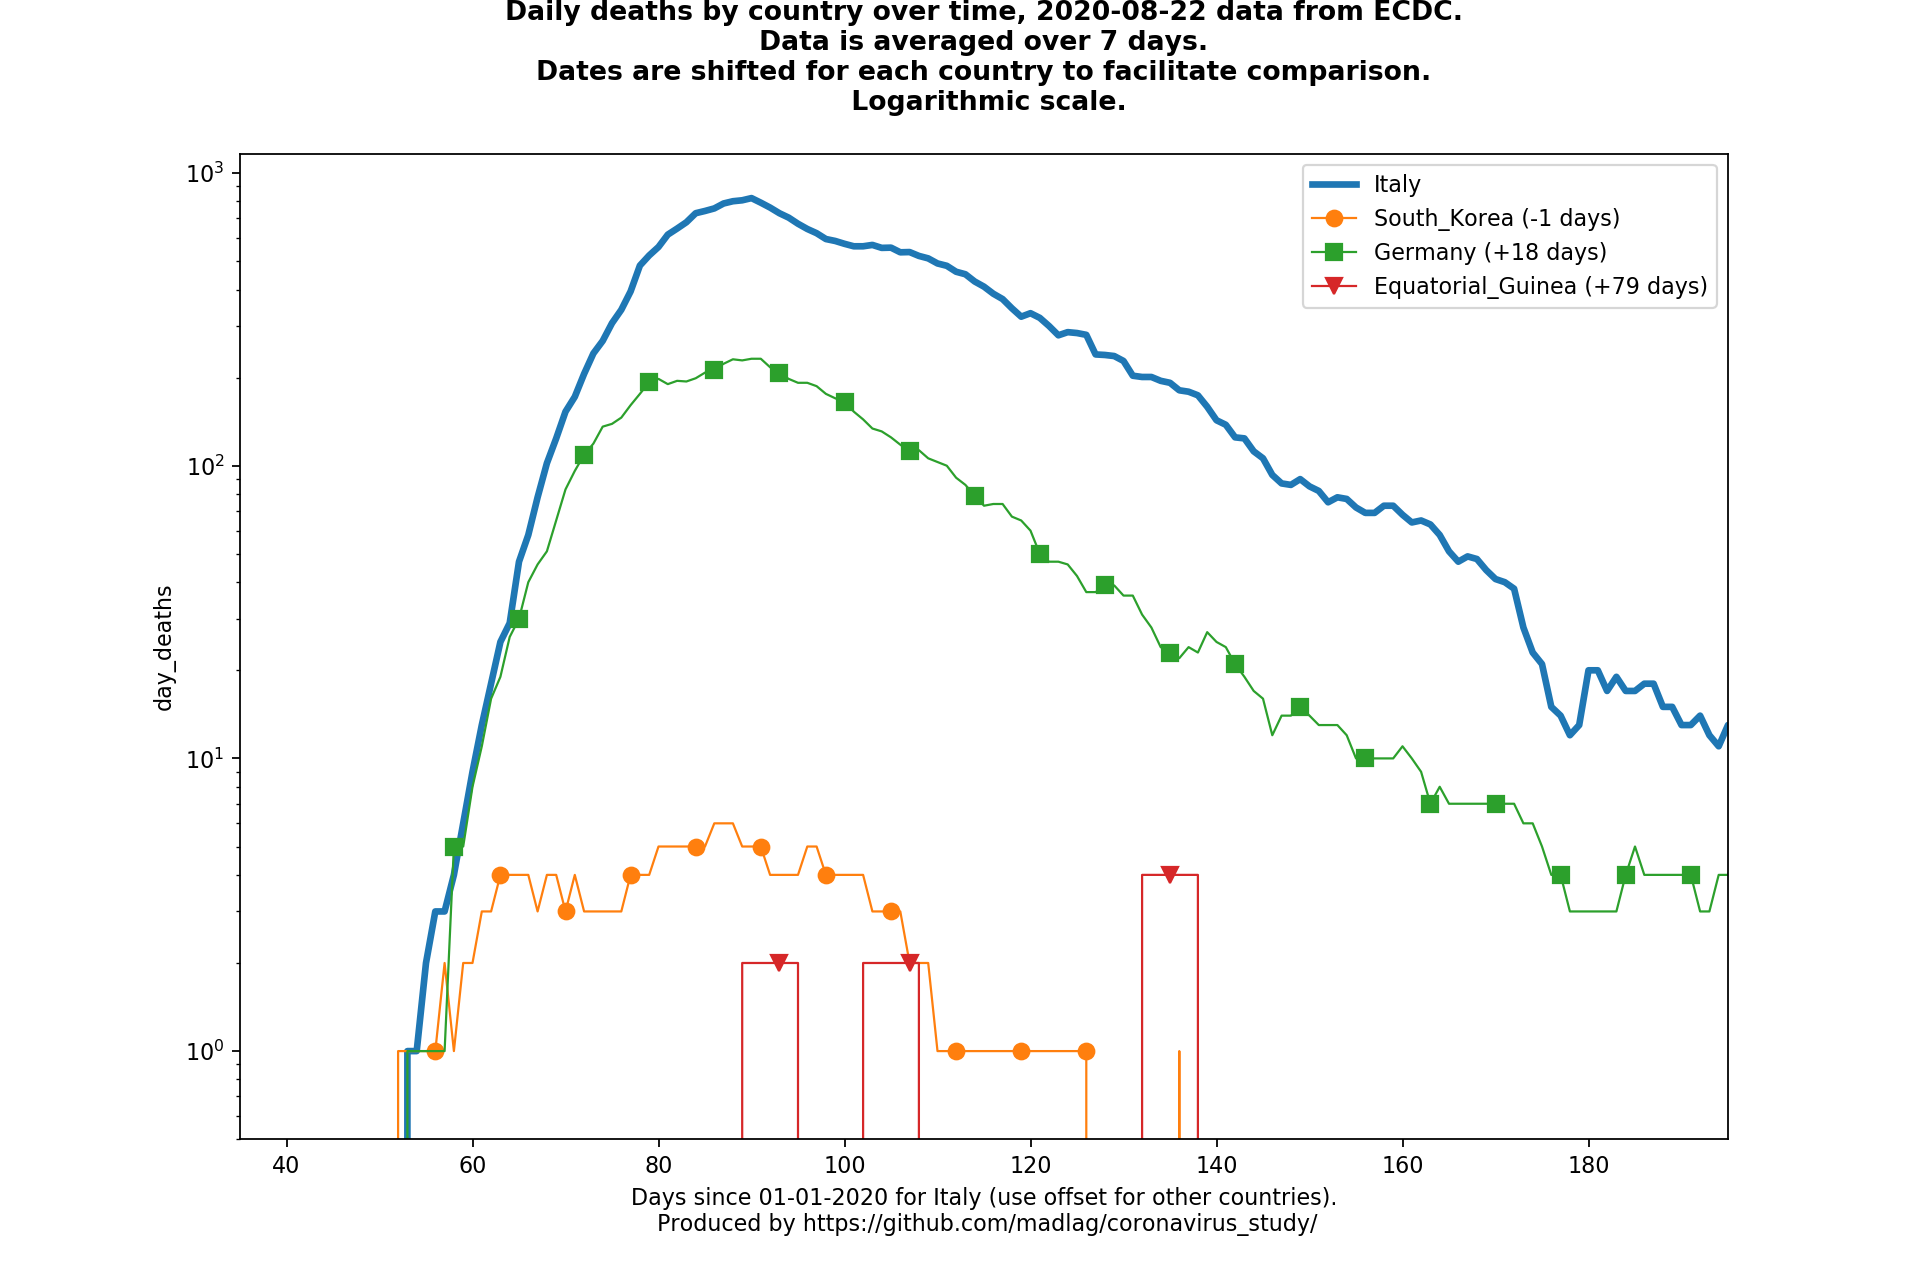 Daily deaths by country over time, 2020-08-22 data from ECDC.
Data is averaged over 7 days.
Dates are shifted for each country to facilitate comparison.
Logarithmic scale.
10³
10²
10¹
10⁰
day_deaths
Italy
South_Korea (-1 days)
Germany (+18 days)
Equatorial_Guinea (+79 days)
40 60 80 100 120 140 160 180
Days since 01-01-2020 for Italy (use offset for other countries).
Produced by https://github.com/madlag/coronavirus_study/